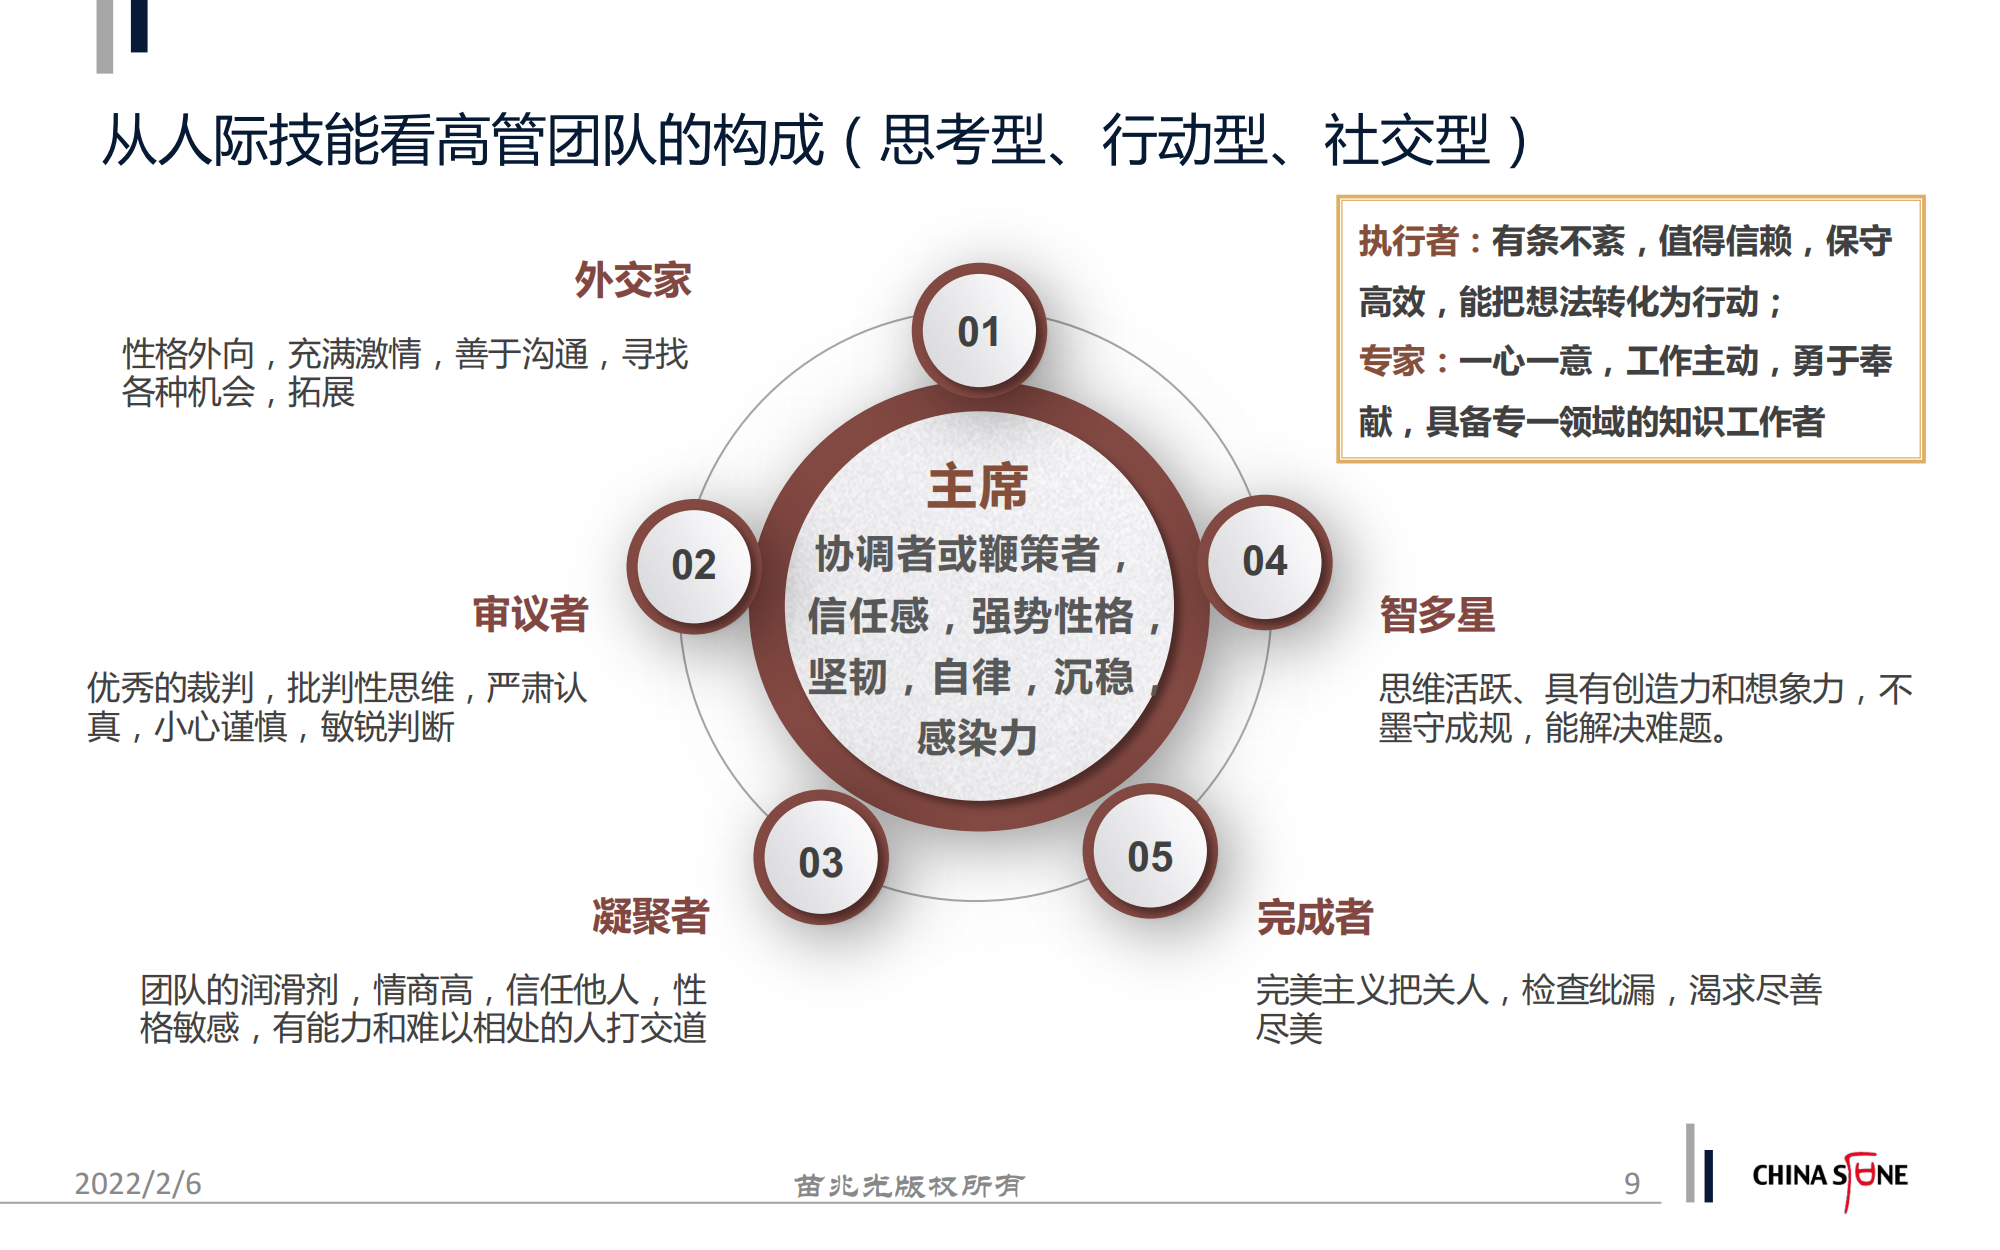 从人际技能看高管团队的构成（思考型、行动型、社交型）
执行者：有条不紊，值得信赖，保守
高效，能把想法转化为行动；
专家：一心一意，工作主动，勇于奉
献，具备专一领域的知识工作者
外交家
性格外向，充满激情，善于沟通，寻找
各种机会，拓展
01
主席
协调者或鞭策者，
信任感，强势性格，
坚韧，自律，沉稳，
感染力
02
审议者
优秀的裁判，批判性思维，严肃认
真，小心谨慎，敏锐判断
04
智多星
思维活跃、具有创造力和想象力，不
墨守成规，能解决难题。
03
凝聚者
团队的润滑剂，情商高，信任他人，性
格敏感，有能力和难以相处的人打交道
05
完成者
完美主义把关人，检查纰漏，渴求尽善
尽美
2022/2/6
苗兆光版权所有
9
CHINA STONE